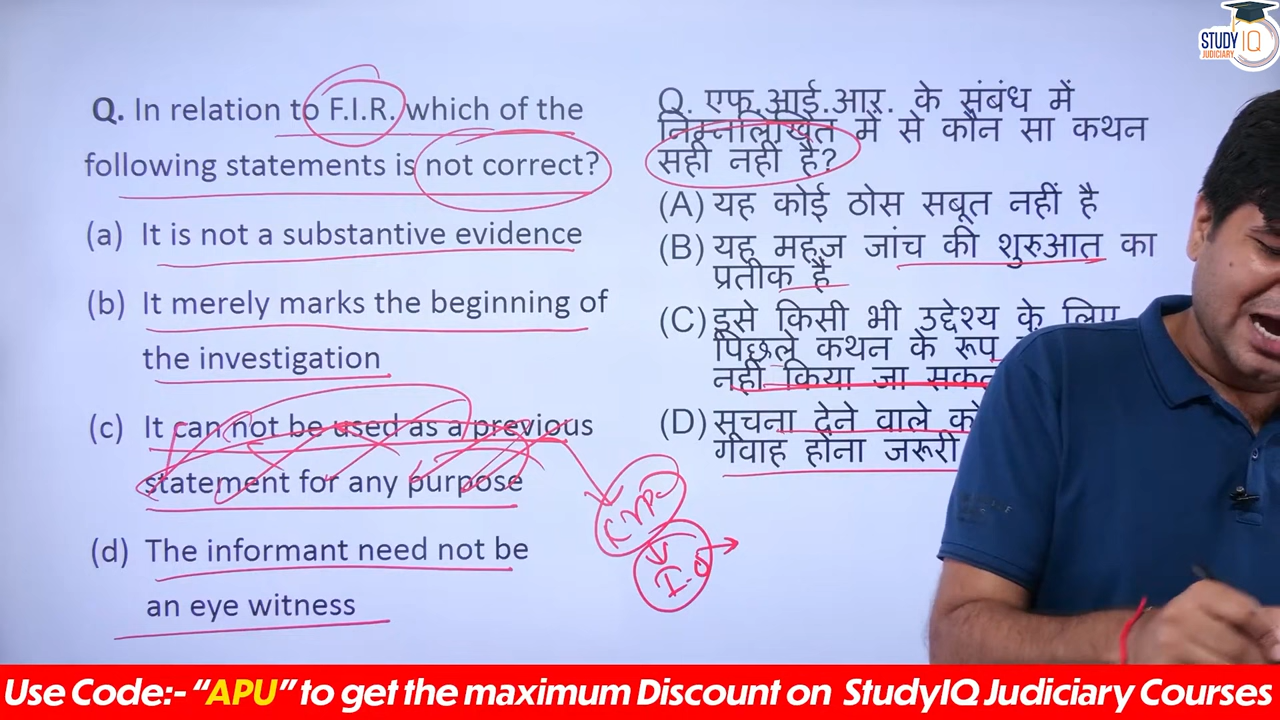 STUDY IQ
JUDICIARY
Q. In relation to F.I.R. which of the
following statements is not correct?
(a) It is not a substantive evidence
(b) It merely marks the beginning of
the investigation
(c) It can not be used as a previous
statement for any purpose
(d) The informant need not be
an eye witness
Q. एफ.आई.आर. के संबंध में
निम्नलिखित में से कौन सा कथन
सही नहीं है?
(A) यह कोई ठोस सबूत नहीं है
(B) यह महज़ जांच की शुरुआत का
प्रतीक है
(C) इसे किसी भी उद्देश्य के लिए
पिछले कथन के रूप
नहीं किया जा
(D) सूचना देने वाले को
गवाह होना जरूरी
Use Code:- “APU” to get the maximum Discount on StudyIQ Judiciary Courses